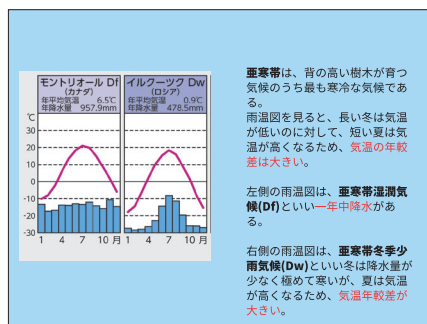 モントリオール Df
(カナダ)
年平均気温 6.5℃
年降水量 957.9mm
イルクーツク Dw
(ロシア)
年平均気温 0.9℃
年降水量 478.5mm
℃
30
20
10
0
-10
-20
-30
1 4 7 10 月
1 4 7 10 月
亜寒帯は、背の高い樹木が育つ
気候のうち最も寒冷な気候であ
る。
雨温図を見ると、長い冬は気温
が低いのに対して、短い夏は気
温が高くなるため、気温の年較
差は大きい。
左側の雨温図は、亜寒帯湿潤気
候(Df)といい一年中降水があ
る。
右側の雨温図は、亜寒帯冬季少
雨気候(Dw)といい冬は降水量が
少なく極めて寒いが、夏は気温
が高くなるため、気温年較差が
大きい。